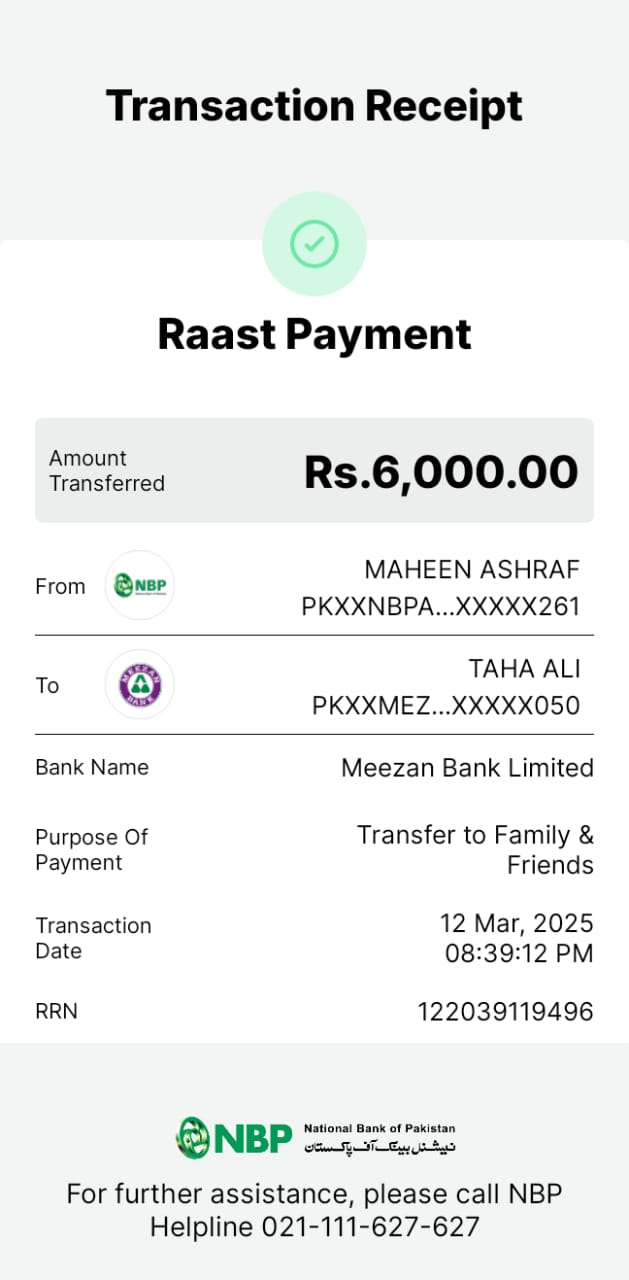 Transaction Receipt
Raast Payment
Amount
Transferred
Rs.6,000.00
From
NBP
MAHEEN ASHRAF
PKXXNBPA...XXXXX261
To
MEEZAN
BANK
TAHA ALI
PKXXMEZ...XXXXX050
Bank Name
Meezan Bank Limited
Purpose Of
Payment
Transfer to Family &
Friends
Transaction
Date
12 Mar, 2025
08:39:12 PM
RRN
122039119496
NBP
National Bank of Pakistan
نیشنل بینک آف پاکستان
For further assistance, please call NBP
Helpline 021-111-627-627